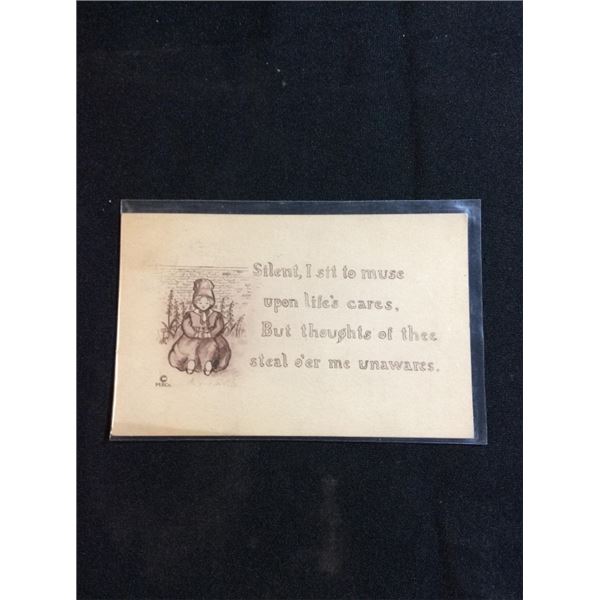 Silent, I sit to muse
upon life's cares,
But thoughts of thee
steal o'er me unawares.
©